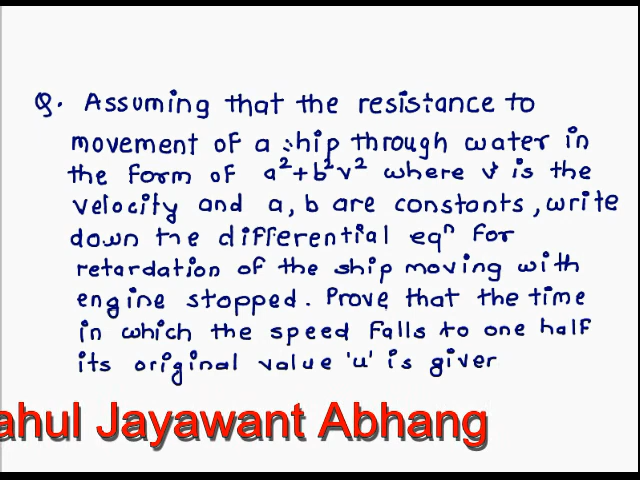 Q. Assuming that the resistance to
movement of a ship through water in
the form of a²+b²v² where v is the
velocity and a, b are constants, write
down the differential eqⁿ for
retardation of the ship moving with
engine stopped. Prove that the time
in which the speed falls to one half
its original value 'u' is giver
ahul Jayawant Abhang